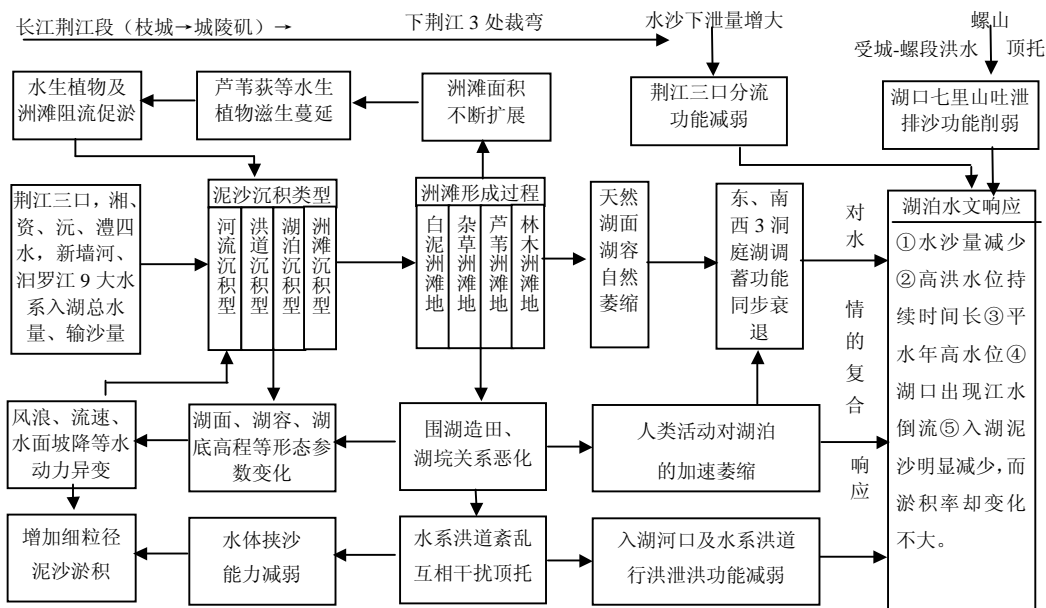 长江荆江段（枝城→城陵矶）→
下荆江 3 处裁弯
水沙下泄量增大
螺山
受城-螺段洪水
顶托
水生植物及
洲滩阻流促淤
芦苇荻等水生
植物滋生蔓延
洲滩面积
不断扩展
荆江三口分流
功能减弱
湖口七里山吐泄
排沙功能削弱
荆江三口，湘、
资、沅、澧四
水，新墙河、
汨罗江 9 大水
系入湖总水
量、输沙量
泥沙沉积类型
河流沉积型
洪道沉积型
湖泊沉积型
洲滩沉积型
洲滩形成过程
白泥洲滩地
杂草洲滩地
芦苇洲滩地
林木洲滩地
天然
湖面
湖容
自然
萎缩
东、南
西 3 洞
庭湖调
蓄功能
同步衰
退
对
水
情
的
复
合
响
应
湖泊水文响应
①水沙量减少
②高洪水位持
续时间长③平
水年高水位④
湖口出现江水
倒流⑤入湖泥
沙明显减少，而
淤积率却变化
不大。
风浪、流速、
水面坡降等水
动力异变
湖面、湖容、湖
底高程等形态参
数变化
围湖造田、
湖垸关系恶化
人类活动对湖泊
的加速萎缩
增加细粒径
泥沙淤积
水体挟沙
能力减弱
水系洪道紊乱
互相干扰顶托
入湖河口及水系洪道
行洪泄洪功能减弱